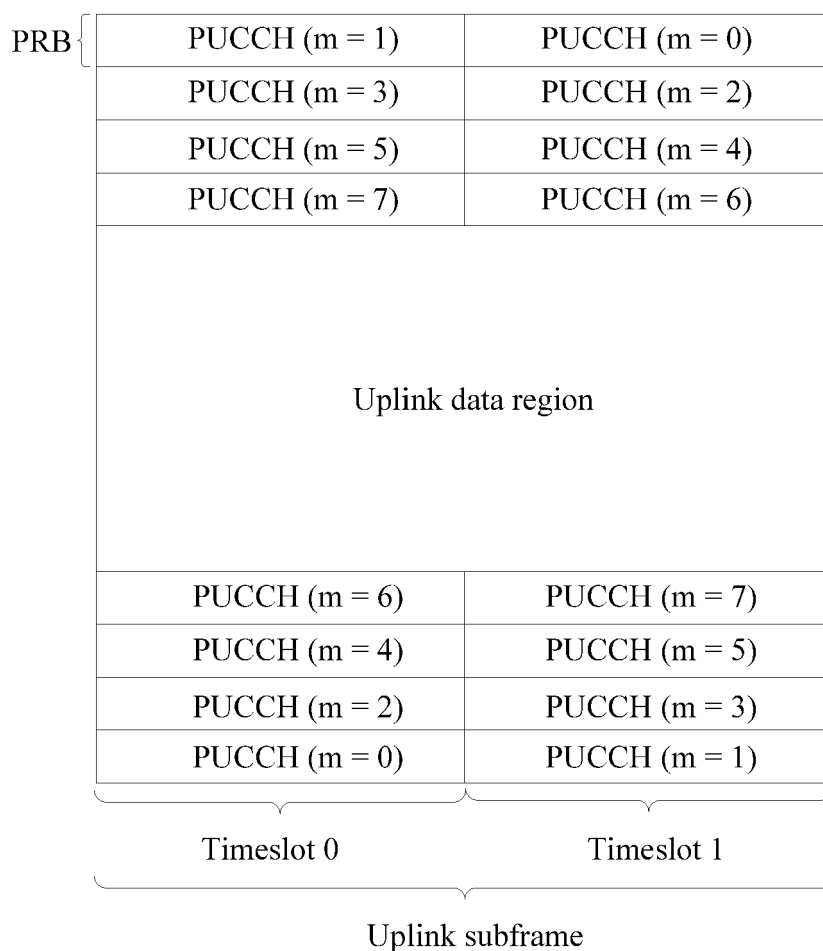 PRB
PUCCH (m = 1) PUCCH (m = 0)
PUCCH (m = 3) PUCCH (m = 2)
PUCCH (m = 5) PUCCH (m = 4)
PUCCH (m = 7) PUCCH (m = 6)
Uplink data region
PUCCH (m = 6) PUCCH (m = 7)
PUCCH (m = 4) PUCCH (m = 5)
PUCCH (m = 2) PUCCH (m = 3)
PUCCH (m = 0) PUCCH (m = 1)
Timeslot 0 Timeslot 1
Uplink subframe